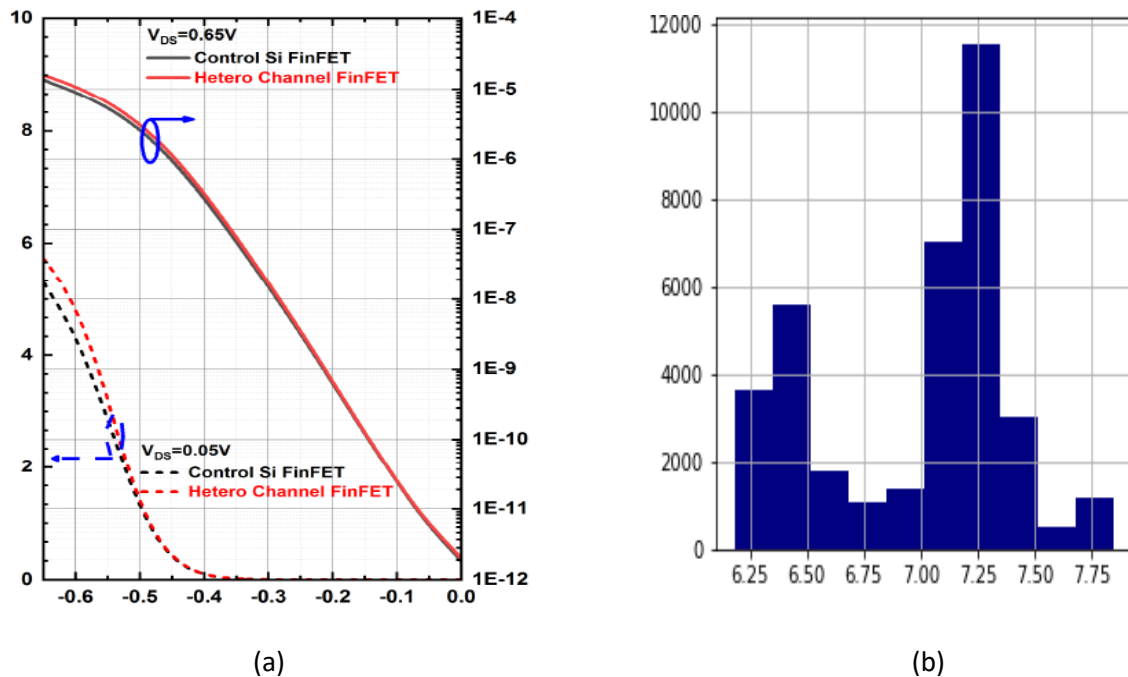 10
8
6
4
2
0
V_DS=0.65V
Control Si FinFET
Hetero Channel FinFET
V_DS=0.05V
Control Si FinFET
Hetero Channel FinFET
1E-4
1E-5
1E-6
1E-7
1E-8
1E-9
1E-10
1E-11
1E-12
-0.6 -0.5 -0.4 -0.3 -0.2 -0.1 0.0
(a)
12000
10000
8000
6000
4000
2000
0
6.25 6.50 6.75 7.00 7.25 7.50 7.75
(b)